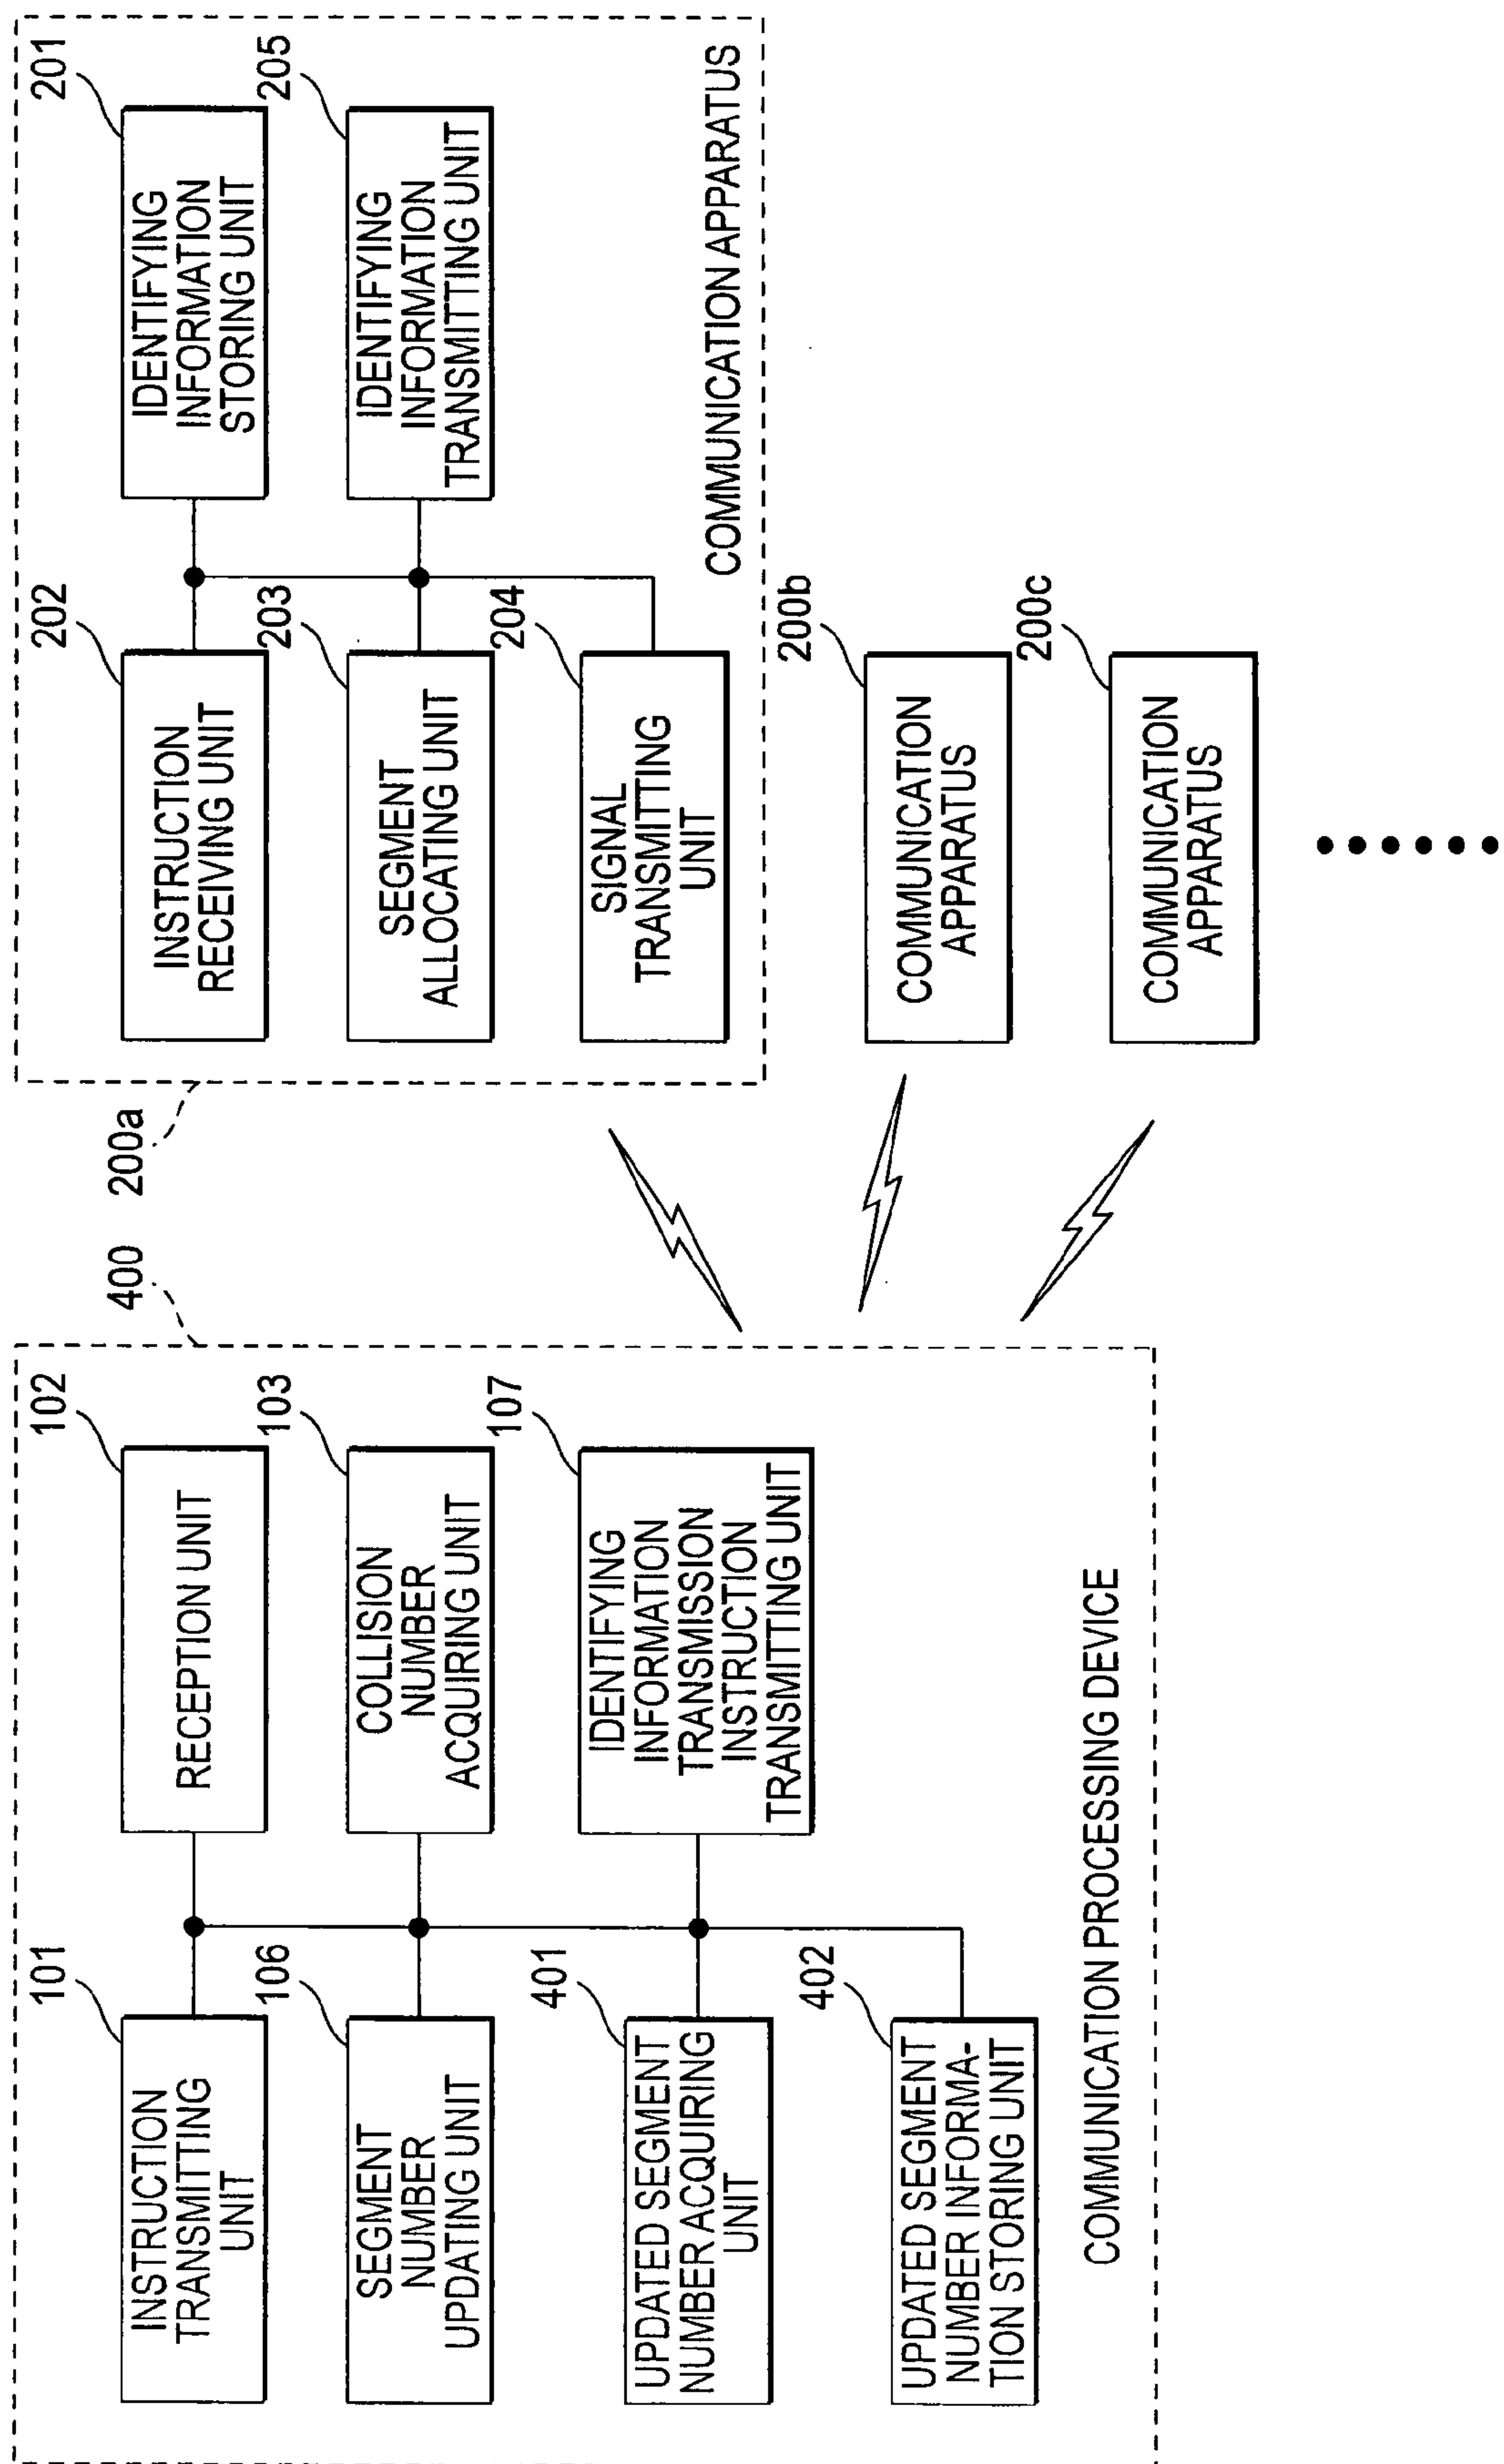 400
101
INSTRUCTION
TRANSMITTING
UNIT
102
RECEPTION UNIT
106
SEGMENT
NUMBER
UPDATING UNIT
103
COLLISION
NUMBER
ACQUIRING UNIT
401
UPDATED SEGMENT
NUMBER ACQUIRING
UNIT
107
IDENTIFYING
INFORMATION
TRANSMISSION
INSTRUCTION
TRANSMITTING UNIT
402
UPDATED SEGMENT
NUMBER INFORMA-
TION STORING UNIT
COMMUNICATION PROCESSING DEVICE
200a
202
INSTRUCTION
RECEIVING UNIT
201
IDENTIFYING
INFORMATION
STORING UNIT
203
SEGMENT
ALLOCATING UNIT
205
IDENTIFYING
INFORMATION
TRANSMITTING UNIT
204
SIGNAL
TRANSMITTING
UNIT
COMMUNICATION APPARATUS
200b
COMMUNICATION
APPARATUS
200c
COMMUNICATION
APPARATUS